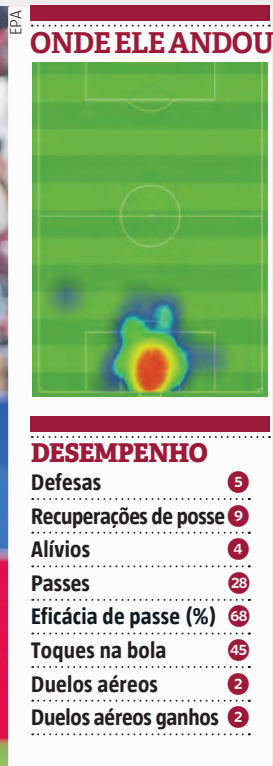 EPA
ONDE ELE ANDOU
DESEMPENHO
Defesas 5
Recuperações de posse 9
Alívios 4
Passes 28
Eficácia de passe (%) 68
Toques na bola 45
Duelos aéreos 2
Duelos aéreos ganhos 2